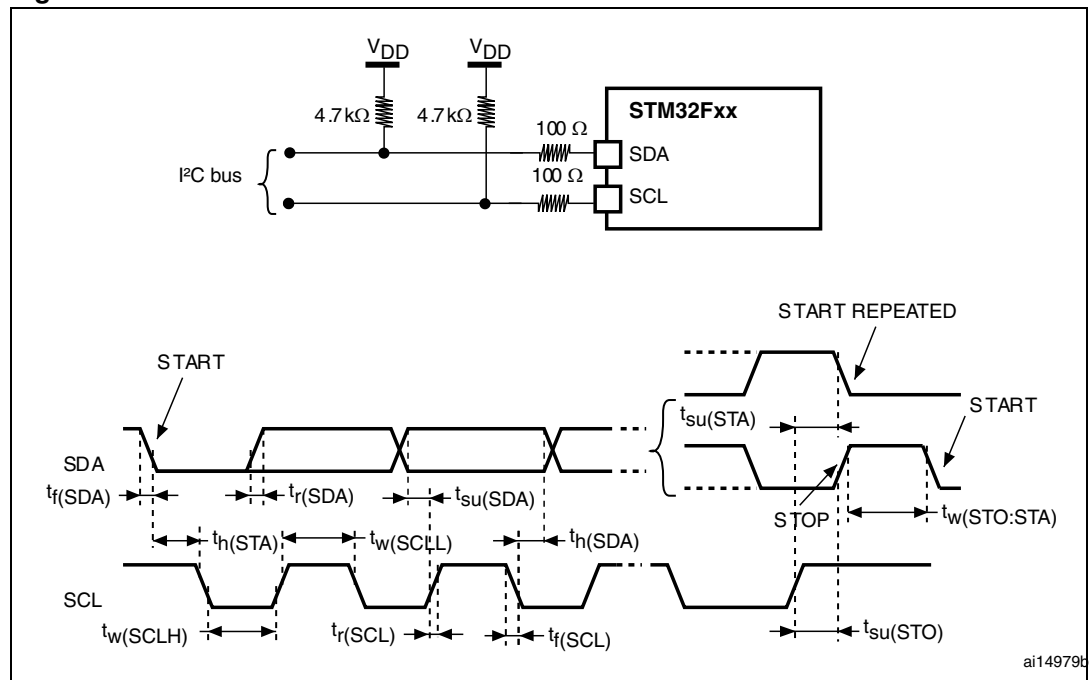 VDD VDD
4.7kΩ 4.7kΩ
STM32Fxx
100 Ω
SDA
I²C bus
100 Ω
SCL
START REPEATED
START
START
tsu(STA)
SDA
tf(SDA) tr(SDA) tsu(SDA)
STOP
tw(STO:STA)
th(STA) tw(SCLL) th(SDA)
SCL
tw(SCLH) tr(SCL) tf(SCL) tsu(STO)
ai14979b